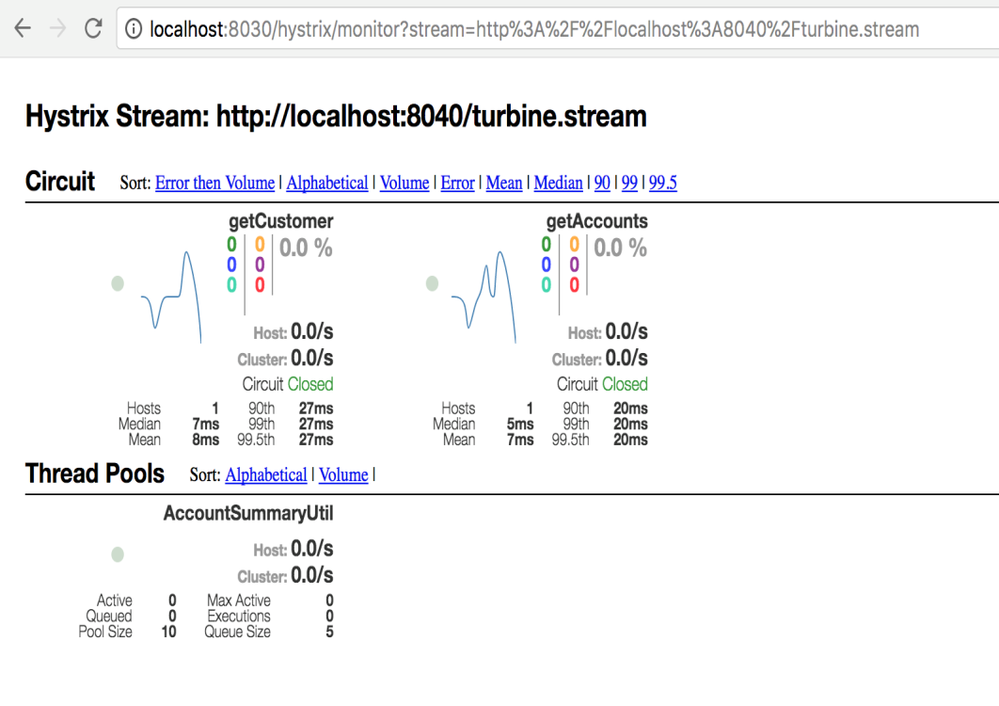 localhost:8030/hystrix/monitor?stream=http%3A%2F%2Flocalhost%3A8040%2Fturbine.stream
Hystrix Stream: http://localhost:8040/turbine.stream
Circuit Sort: Error then Volume | Alphabetical | Volume | Error | Mean | Median | 90 | 99 | 99.5
getCustomer
0 0 0.0 %
0 0
0 0
Host: 0.0/s
Cluster: 0.0/s
Circuit Closed
Hosts 1 90th 27ms
Median 7ms 99th 27ms
Mean 8ms 99.5th 27ms
getAccounts
0 0 0.0 %
0 0
0 0
Host: 0.0/s
Cluster: 0.0/s
Circuit Closed
Hosts 1 90th 20ms
Median 5ms 99th 20ms
Mean 7ms 99.5th 20ms
Thread Pools Sort: Alphabetical | Volume |
AccountSummaryUtil
Host: 0.0/s
Cluster: 0.0/s
Active 0 Max Active 0
Queued 0 Executions 0
Pool Size 10 Queue Size 5